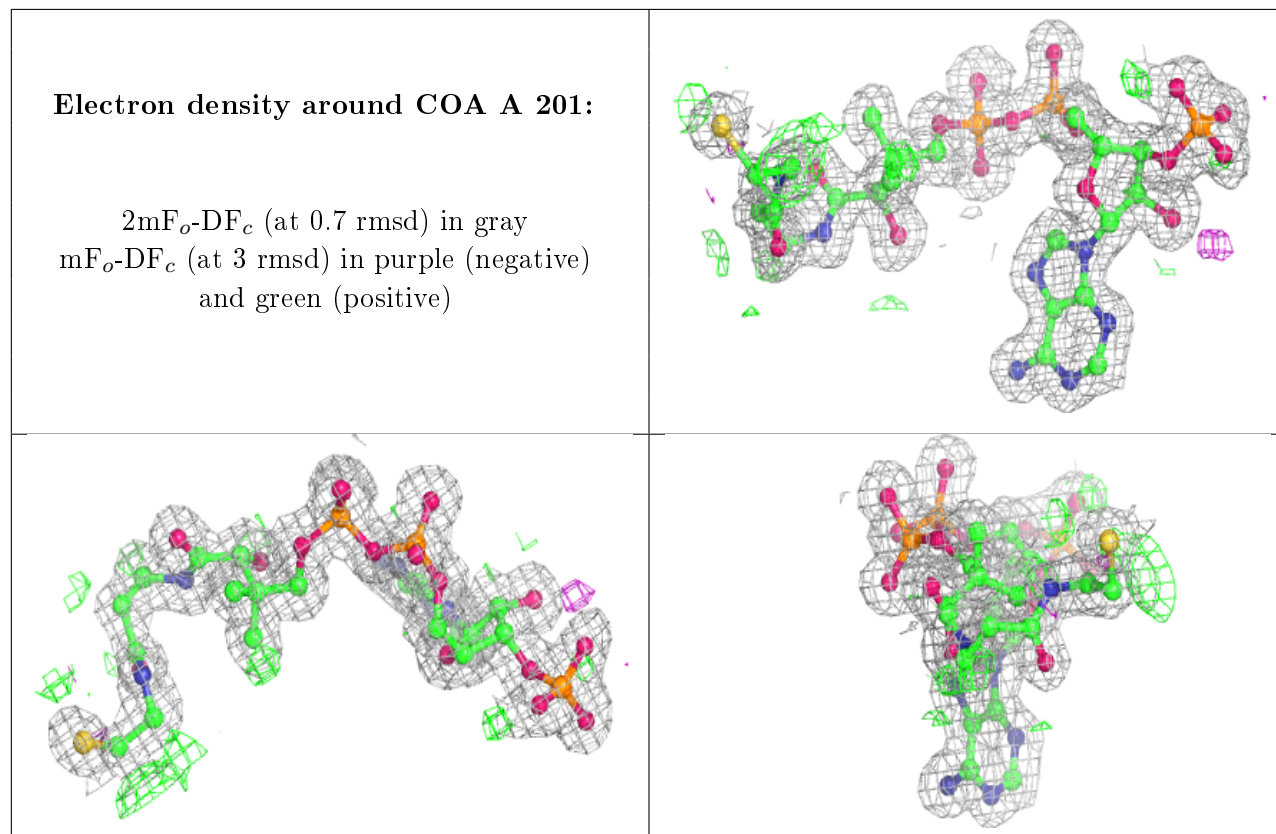 Electron density around COA A 201:
2mFo-DFc (at 0.7 rmsd) in gray
mFo-DFc (at 3 rmsd) in purple (negative)
and green (positive)